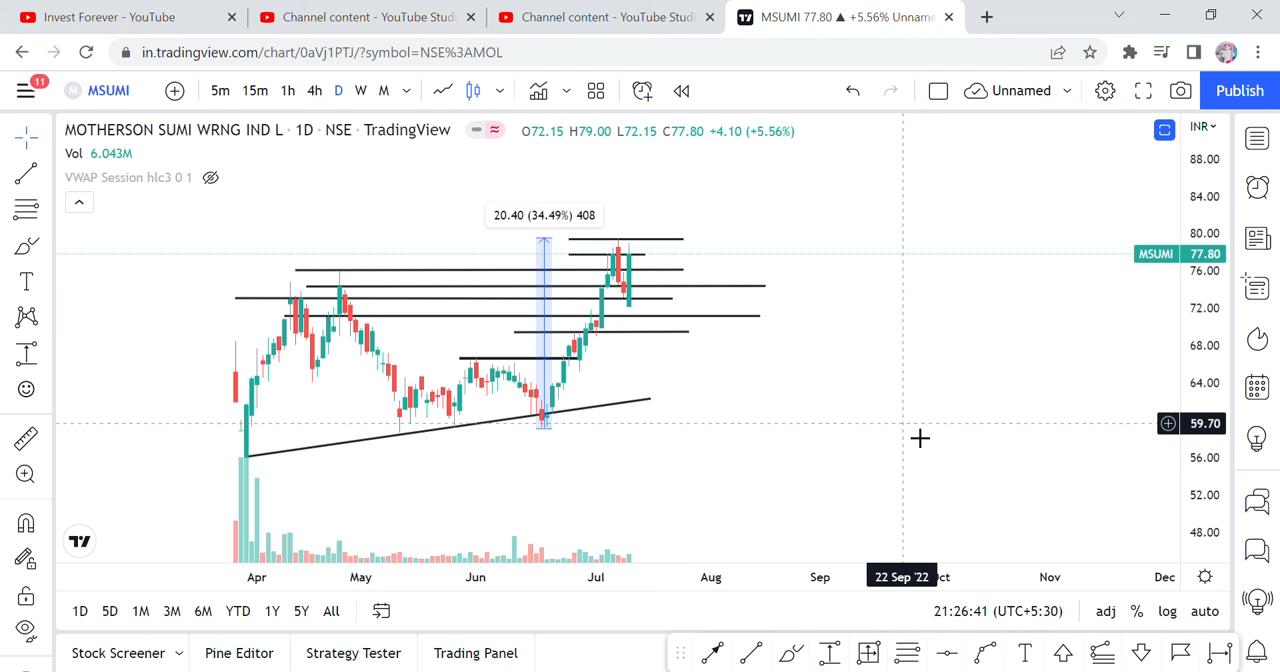 Invest Forever - YouTube
Channel content - YouTube Studi
Channel content - YouTube Studi
MSUMI 77.80 ▲ +5.56% Unnam
in.tradingview.com/chart/0aVj1PTJ/?symbol=NSE%3AMOL
11
M MSUMI 5m 15m 1h 4h D W M Unnamed Publish
MOTHERSON SUMI WRNG IND L · 1D · NSE · TradingView O72.15 H79.00 L72.15 C77.80 +4.10 (+5.56%)
INR
Vol 6.043M
VWAP Session hlc3 0 1
88.00
84.00
20.40 (34.49%) 408
80.00
MSUMI 77.80
76.00
72.00
68.00
64.00
59.70
56.00
52.00
48.00
Apr May Jun Jul Aug Sep 22 Sep '22 ct Nov Dec
1D 5D 1M 3M 6M YTD 1Y 5Y All 21:26:41 (UTC+5:30) adj % log auto
Stock Screener Pine Editor Strategy Tester Trading Panel